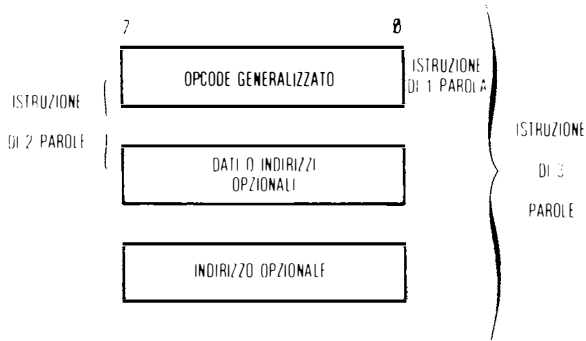 7 0
OPCODE GENERALIZZATO
ISTRUZIONE
DI 1 PAROLA
ISTRUZIONE
DI 2 PAROLE
DATI O INDIRIZZI
OPZIONALI
ISTRUZIONE
DI 3
PAROLE
INDIRIZZO OPZIONALE